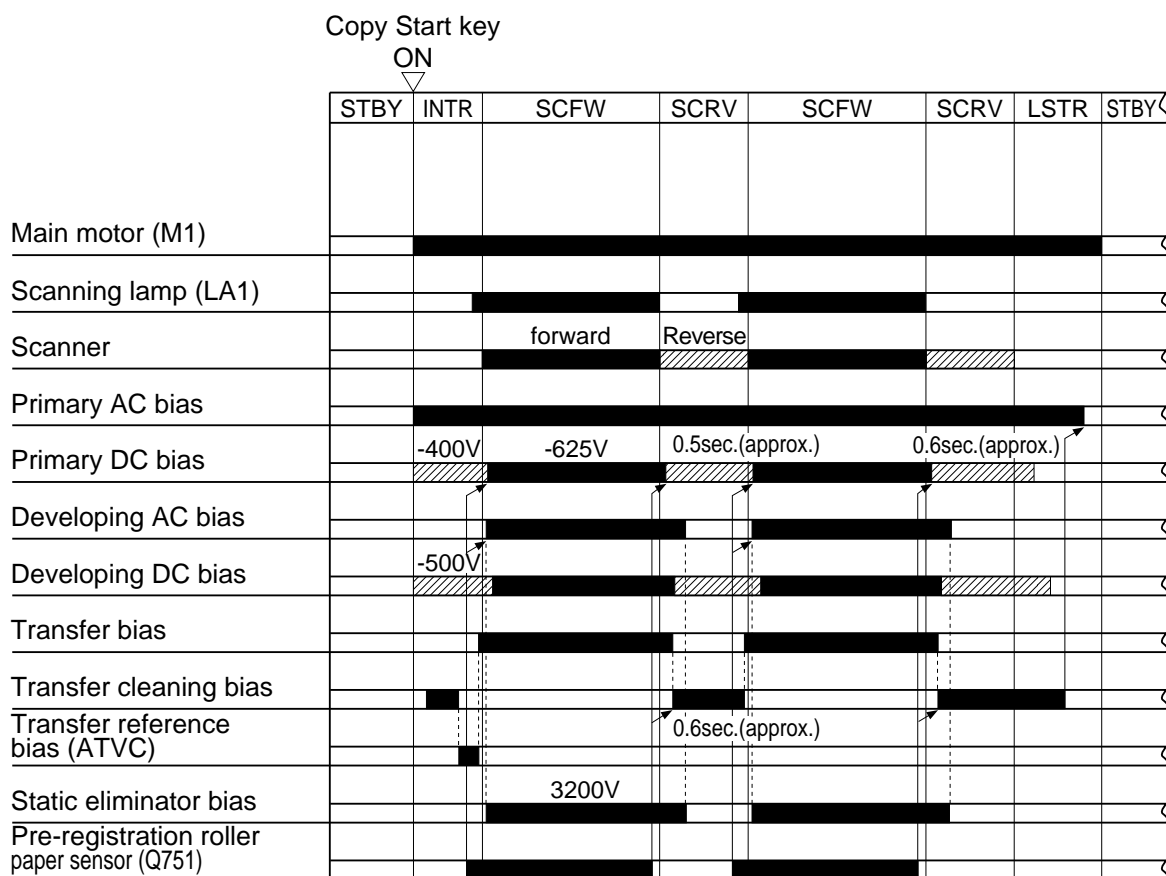 Copy Start key
ON
STBY INTR SCFW SCRV SCFW SCRV LSTR STBY
Main motor (M1)
Scanning lamp (LA1)
Scanner forward Reverse
Primary AC bias
Primary DC bias -400V -625V 0.5sec.(approx.) 0.6sec.(approx.)
Developing AC bias
Developing DC bias -500V
Transfer bias
Transfer cleaning bias
Transfer reference
bias (ATVC) 0.6sec.(approx.)
Static eliminator bias 3200V
Pre-registration roller
paper sensor (Q751)